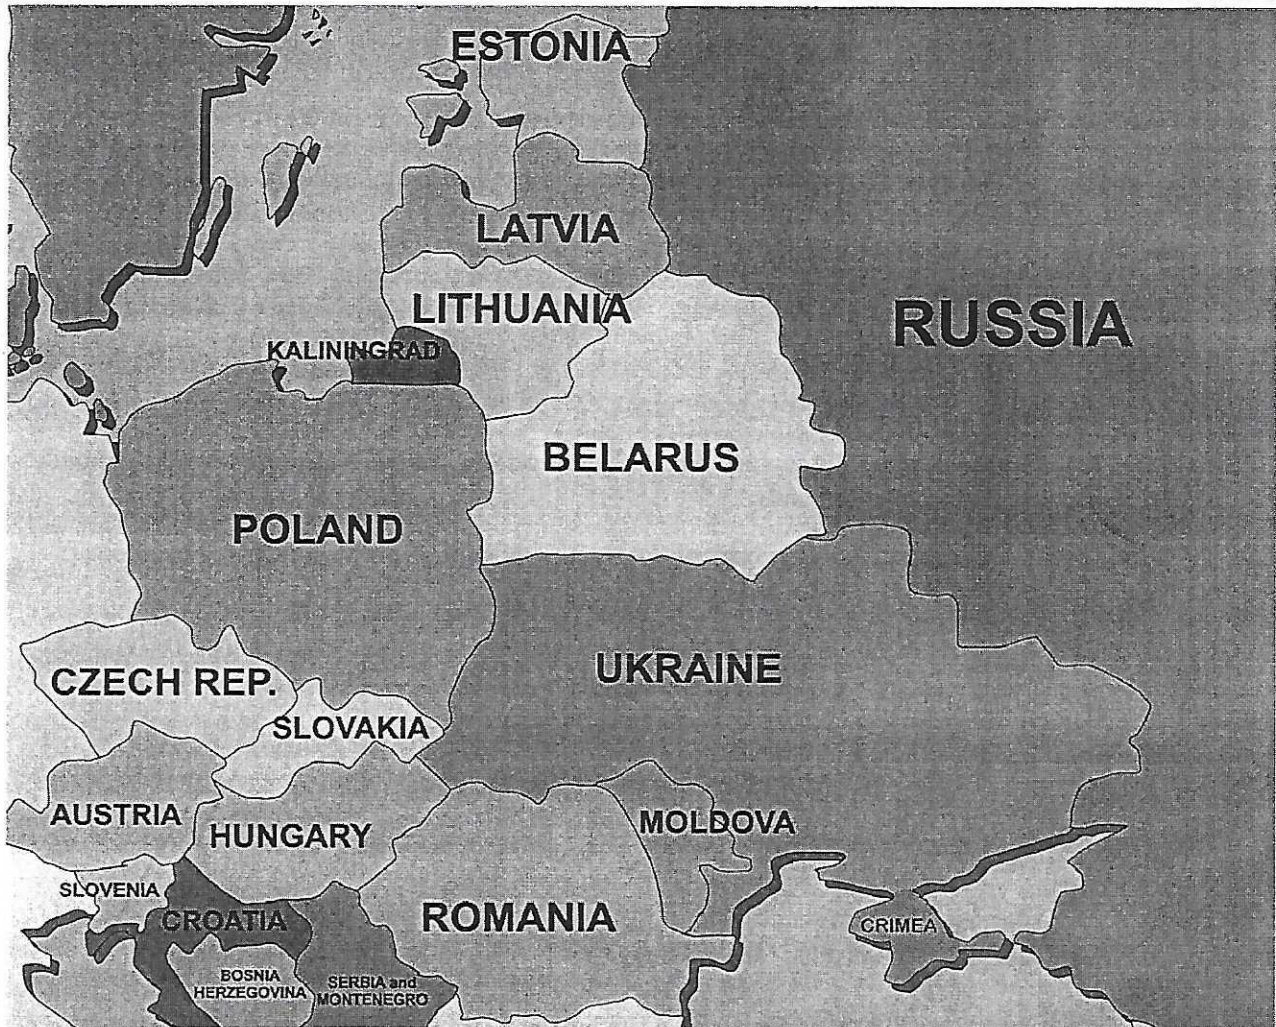 ESTONIA
LATVIA
LITHUANIA
RUSSIA
KALININGRAD
BELARUS
POLAND
UKRAINE
CZECH REP.
SLOVAKIA
AUSTRIA
HUNGARY
MOLDOVA
SLOVENIA
CROATIA
ROMANIA
CRIMEA
BOSNIA
HERZEGOVINA
SERBIA and
MONTENEGRO